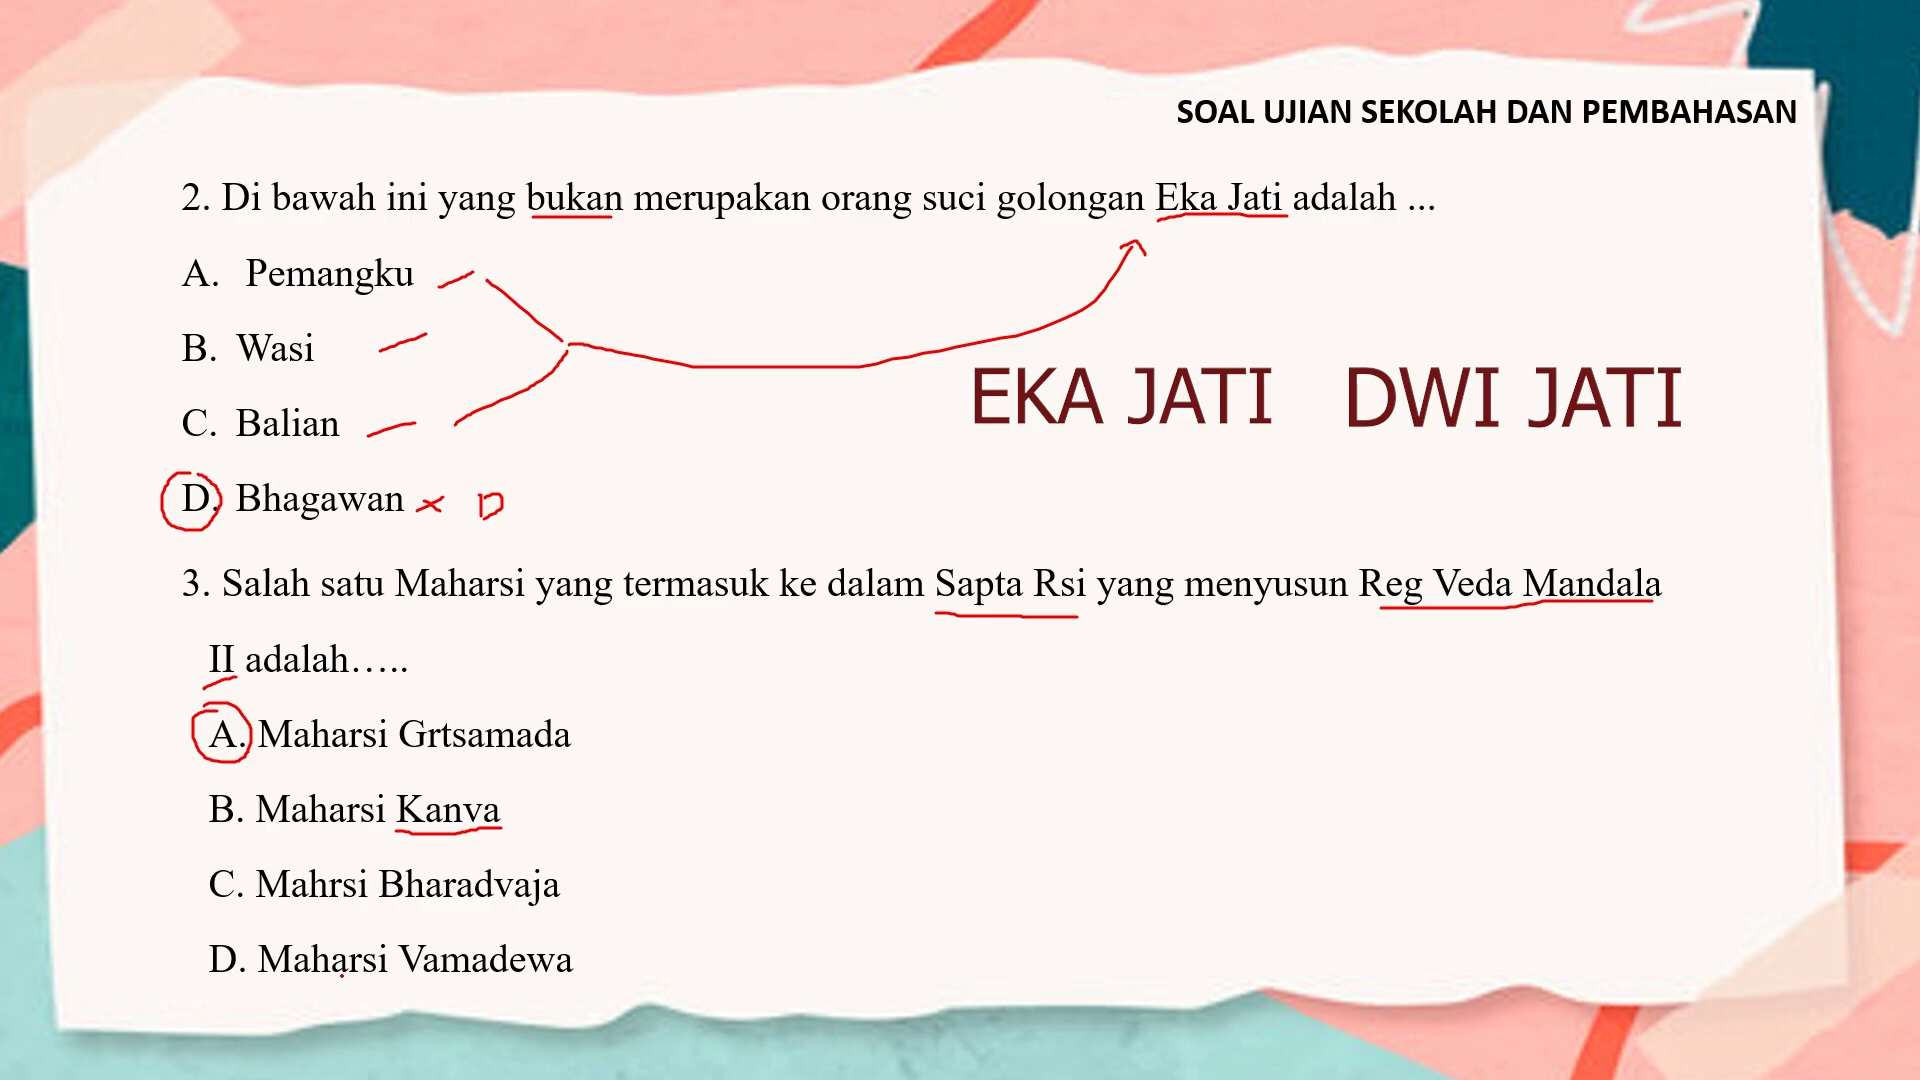 SOAL UJIAN SEKOLAH DAN PEMBAHASAN
2. Di bawah ini yang bukan merupakan orang suci golongan Eka Jati adalah ...
A. Pemangku
B. Wasi
C. Balian
EKA JATI DWI JATI
D. Bhagawan × D
3. Salah satu Maharsi yang termasuk ke dalam Sapta Rsi yang menyusun Reg Veda Mandala
II adalah…..
A. Maharsi Grtsamada
B. Maharsi Kanva
C. Mahrsi Bharadvaja
D. Maharsi Vamadewa